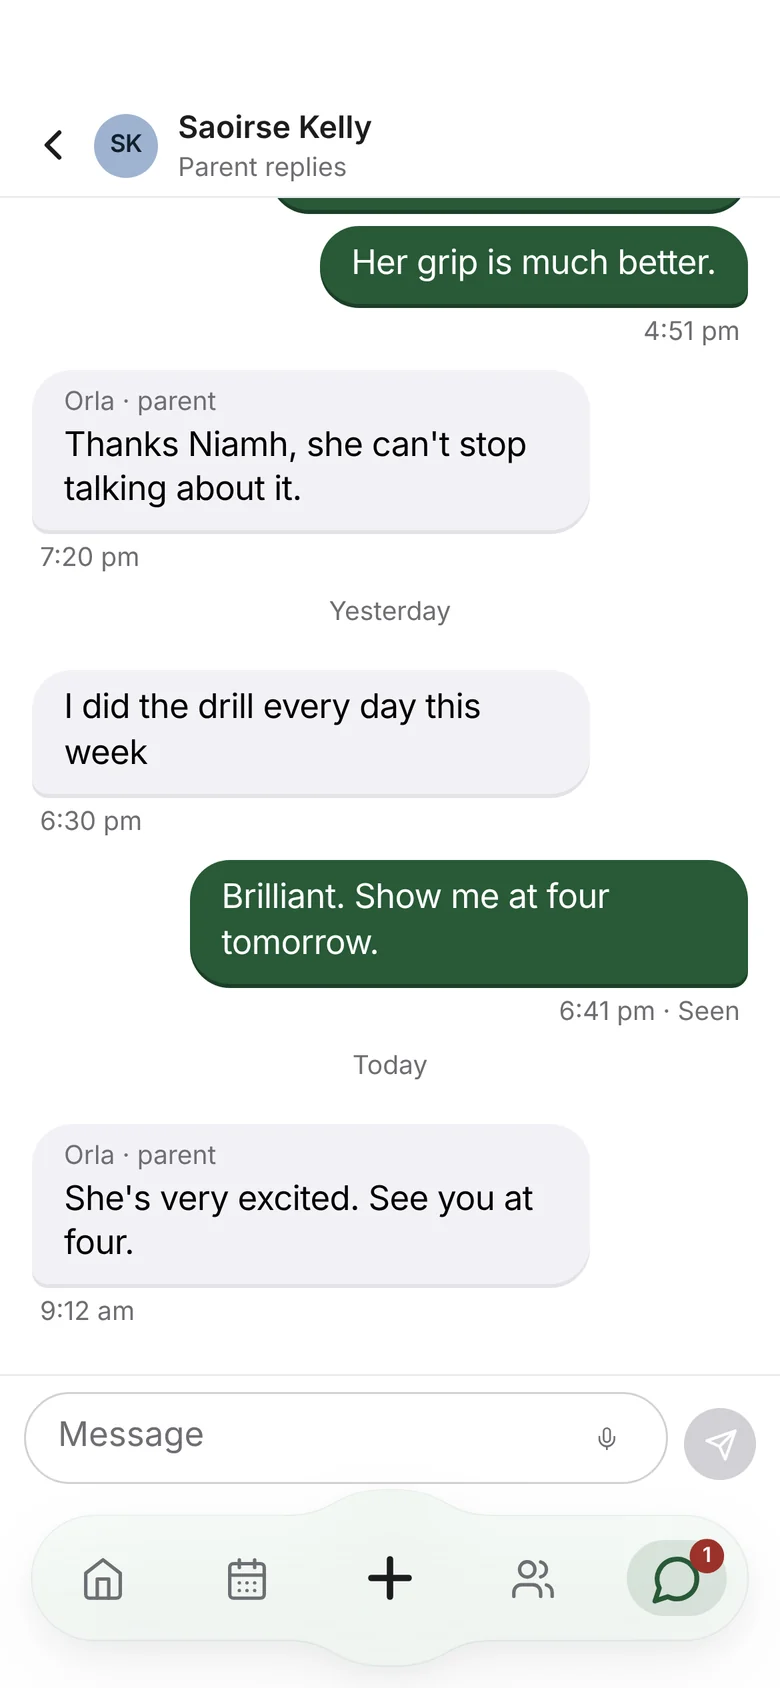 SK
Saoirse Kelly
Parent replies
Her grip is much better.
4:51 pm
Orla · parent
Thanks Niamh, she can't stop
talking about it.
7:20 pm
Yesterday
I did the drill every day this
week
6:30 pm
Brilliant. Show me at four
tomorrow.
6:41 pm · Seen
Today
Orla · parent
She's very excited. See you at
four.
9:12 am
Message
1